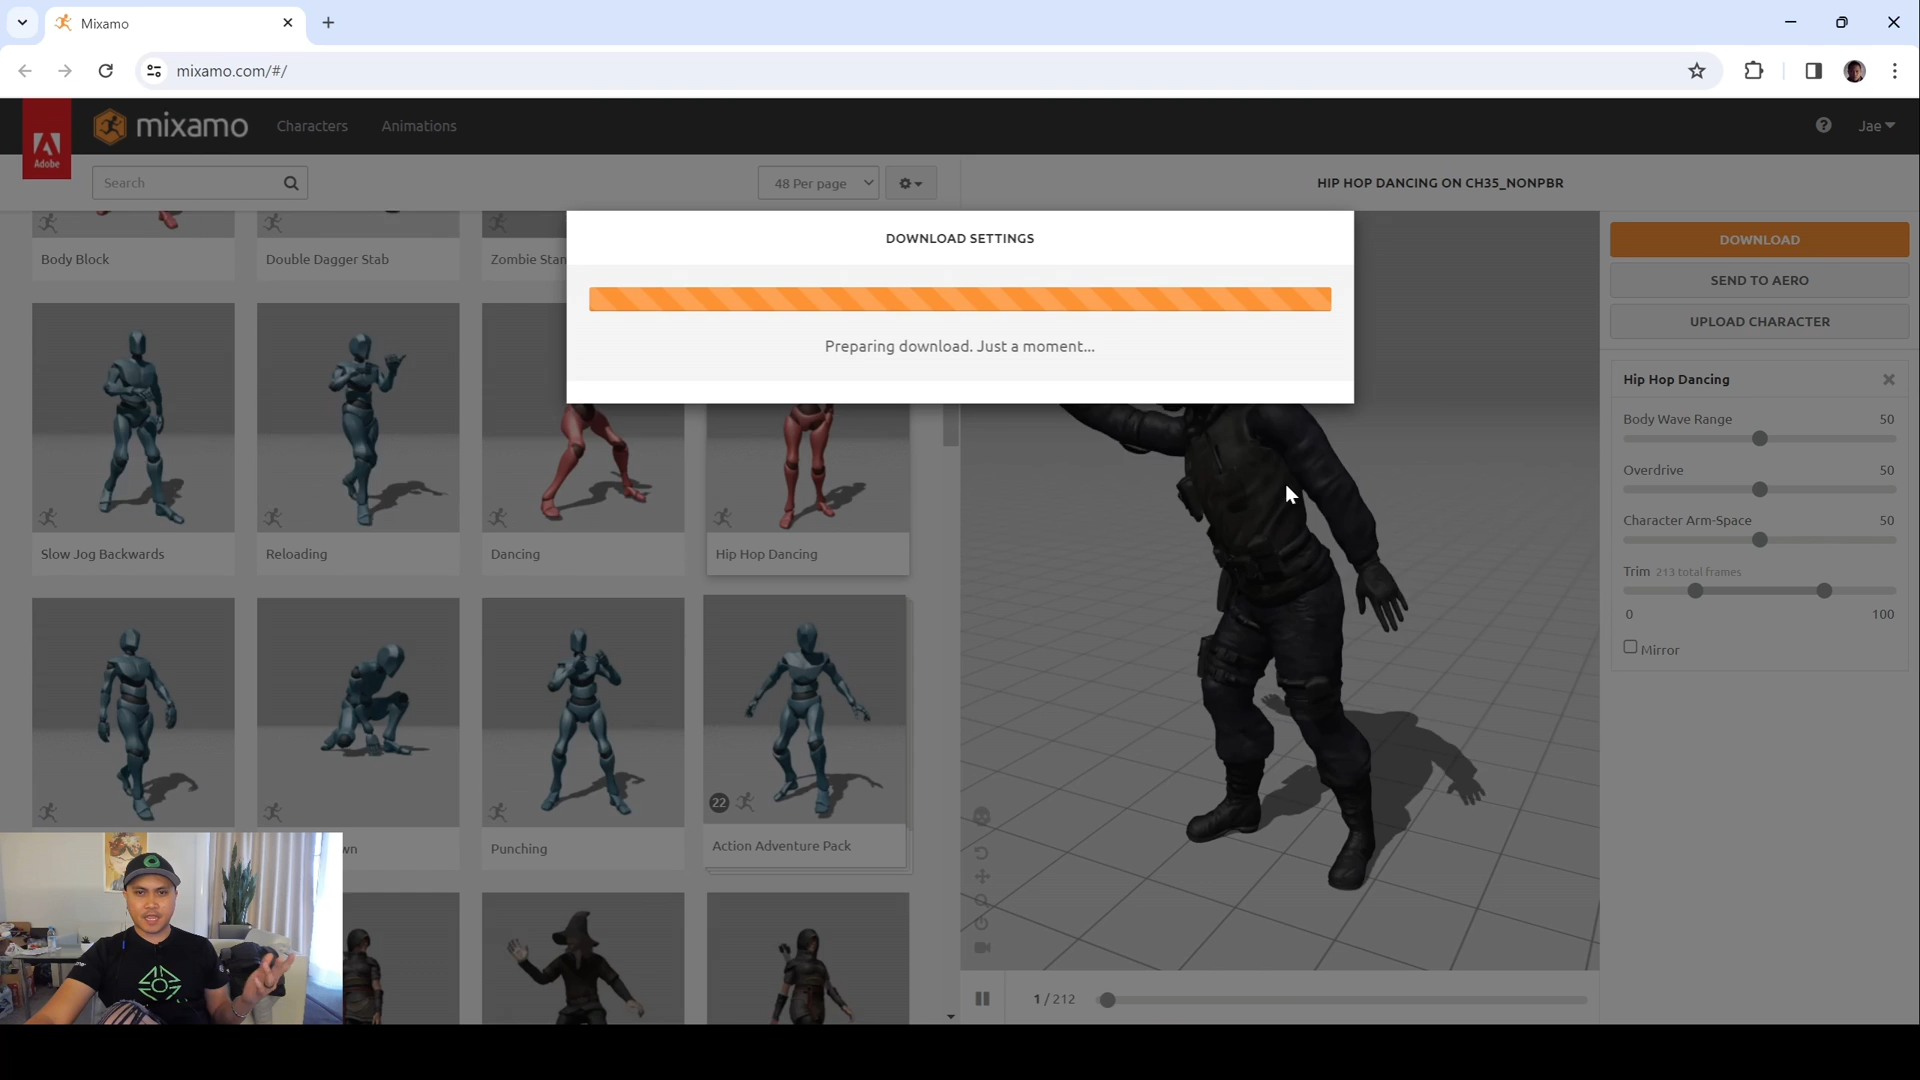 Mixamo
mixamo.com/#/
Adobe
mixamo
Characters
Animations
Jae
Search
48 Per page
HIP HOP DANCING ON CH35_NONPBR
DOWNLOAD SETTINGS
Preparing download. Just a moment...
DOWNLOAD
SEND TO AERO
UPLOAD CHARACTER
Body Block
Double Dagger Stab
Zombie Stan
Hip Hop Dancing
Body Wave Range 50
Overdrive 50
Character Arm-Space 50
Trim 213 total frames
0 100
Mirror
Slow Jog Backwards
Reloading
Dancing
Hip Hop Dancing
22
wn
Punching
Action Adventure Pack
1 / 212